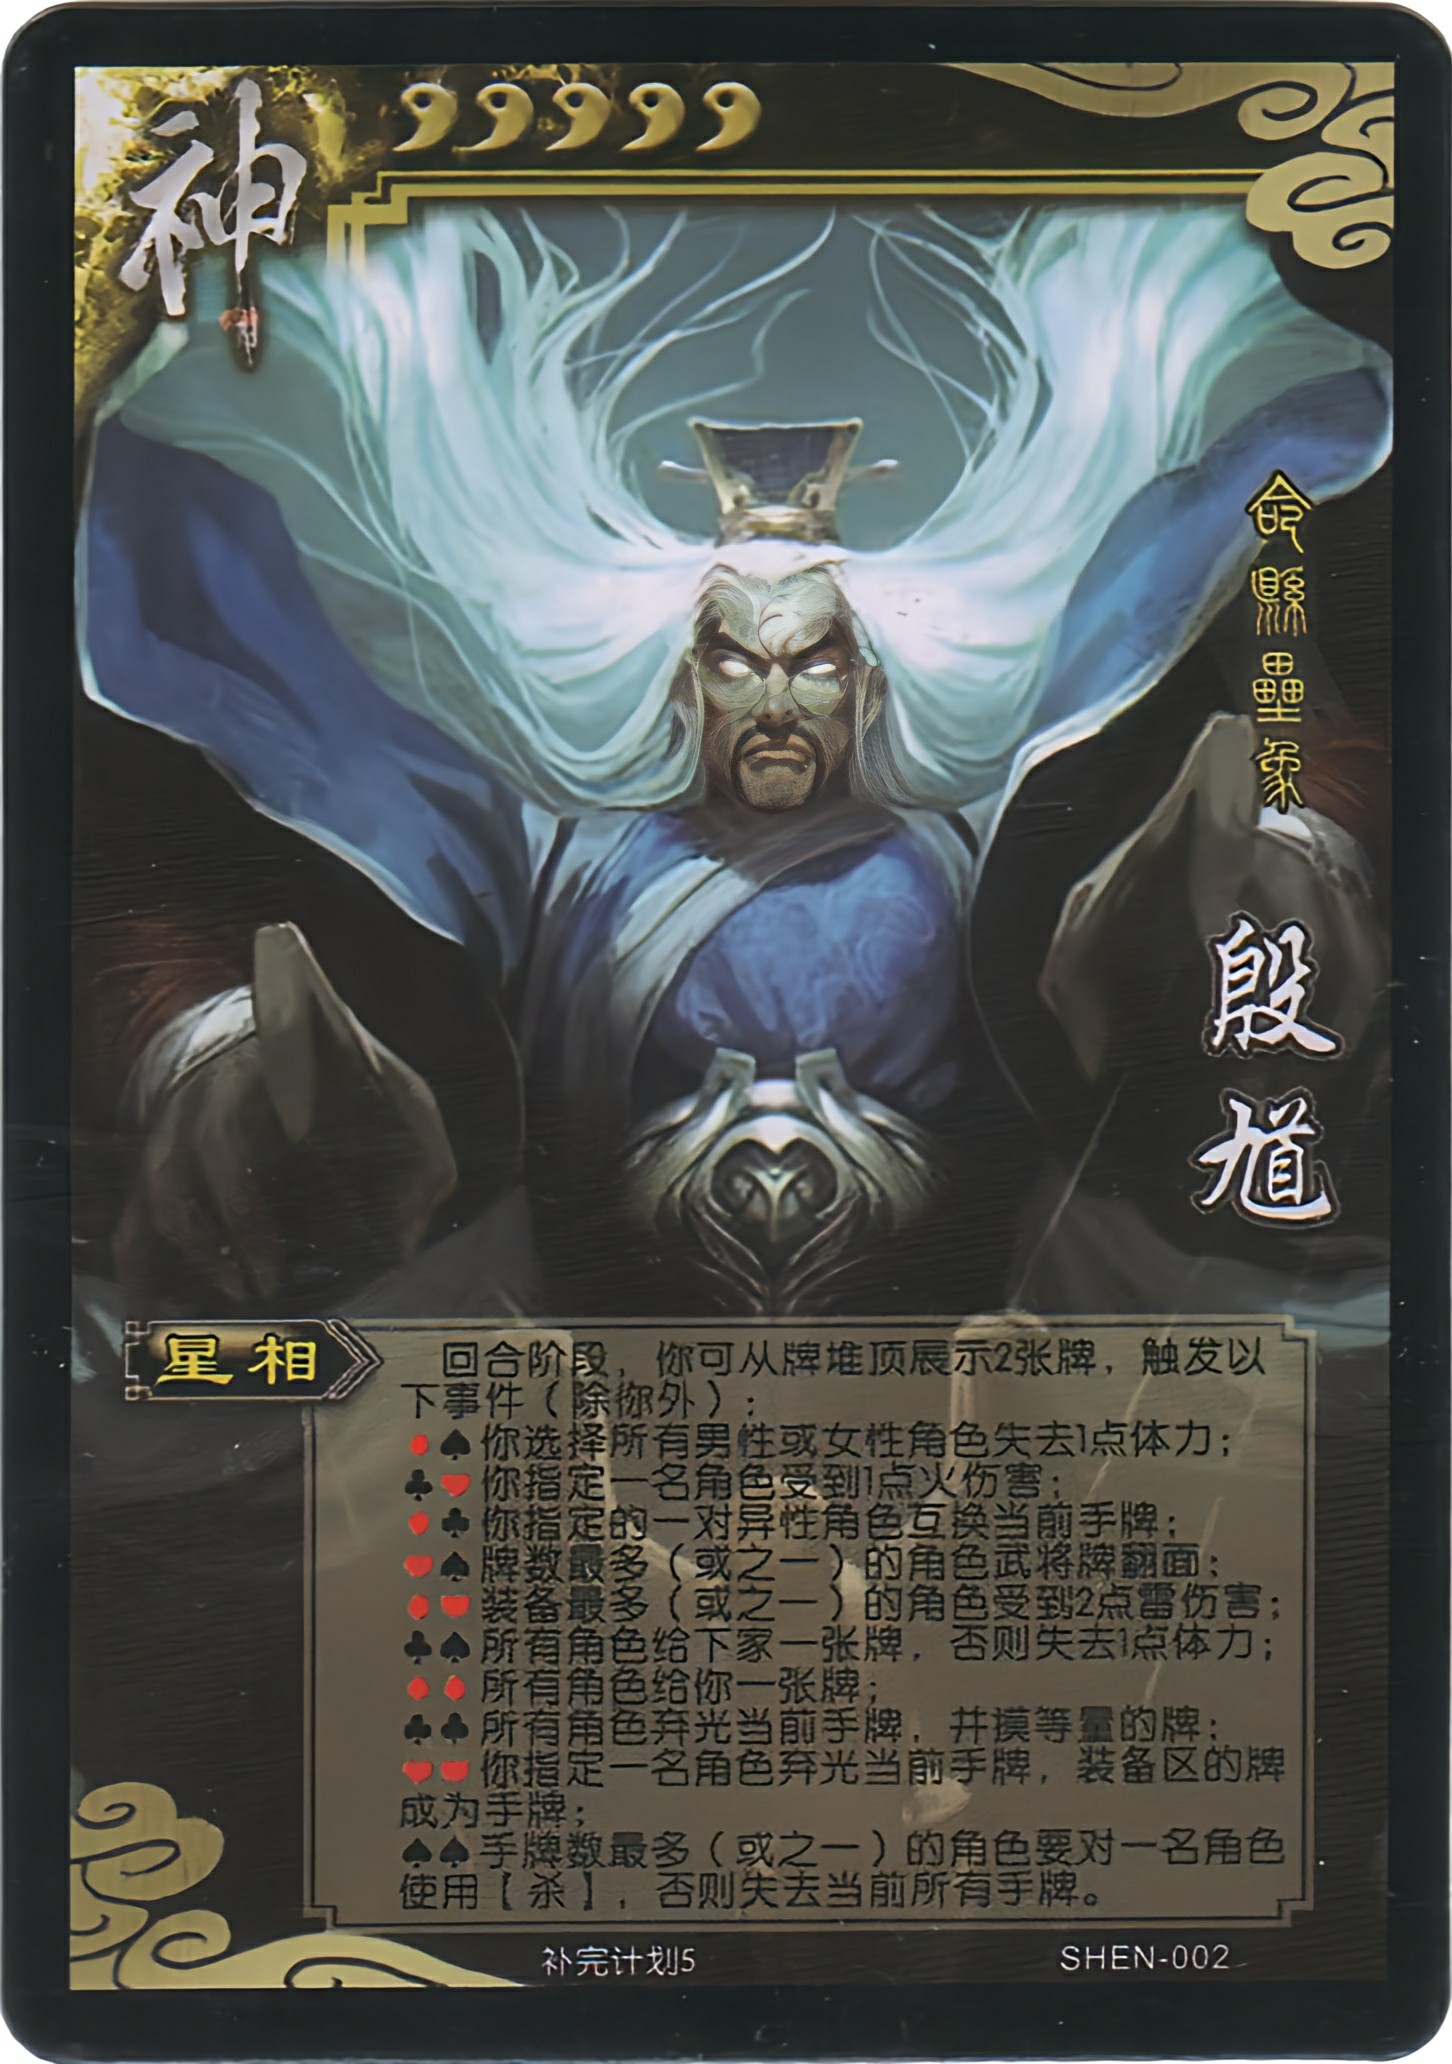 神
命縣壘象
殷馗
星相
回合阶段，你可从牌堆顶展示2张牌，触发以
下事件（除你外）：
♦♠你选择所有男性或女性角色失去1点体力；
♣♥你指定一名角色受到1点火伤害；
♦♣你指定的一对异性角色互换当前手牌；
♥♠牌数最多（或之一）的角色武将牌翻面；
♦♥装备最多（或之一）的角色受到2点雷伤害；
♣♠所有角色给下家一张牌，否则失去1点体力；
♦♦所有角色给你一张牌；
♣♣所有角色弃光当前手牌，并摸等量的牌；
♥♥你指定一名角色弃光当前手牌，装备区的牌
成为手牌；
♠♠手牌数最多（或之一）的角色要对一名角色
使用【杀】，否则失去当前所有手牌。
补完计划5
SHEN-002